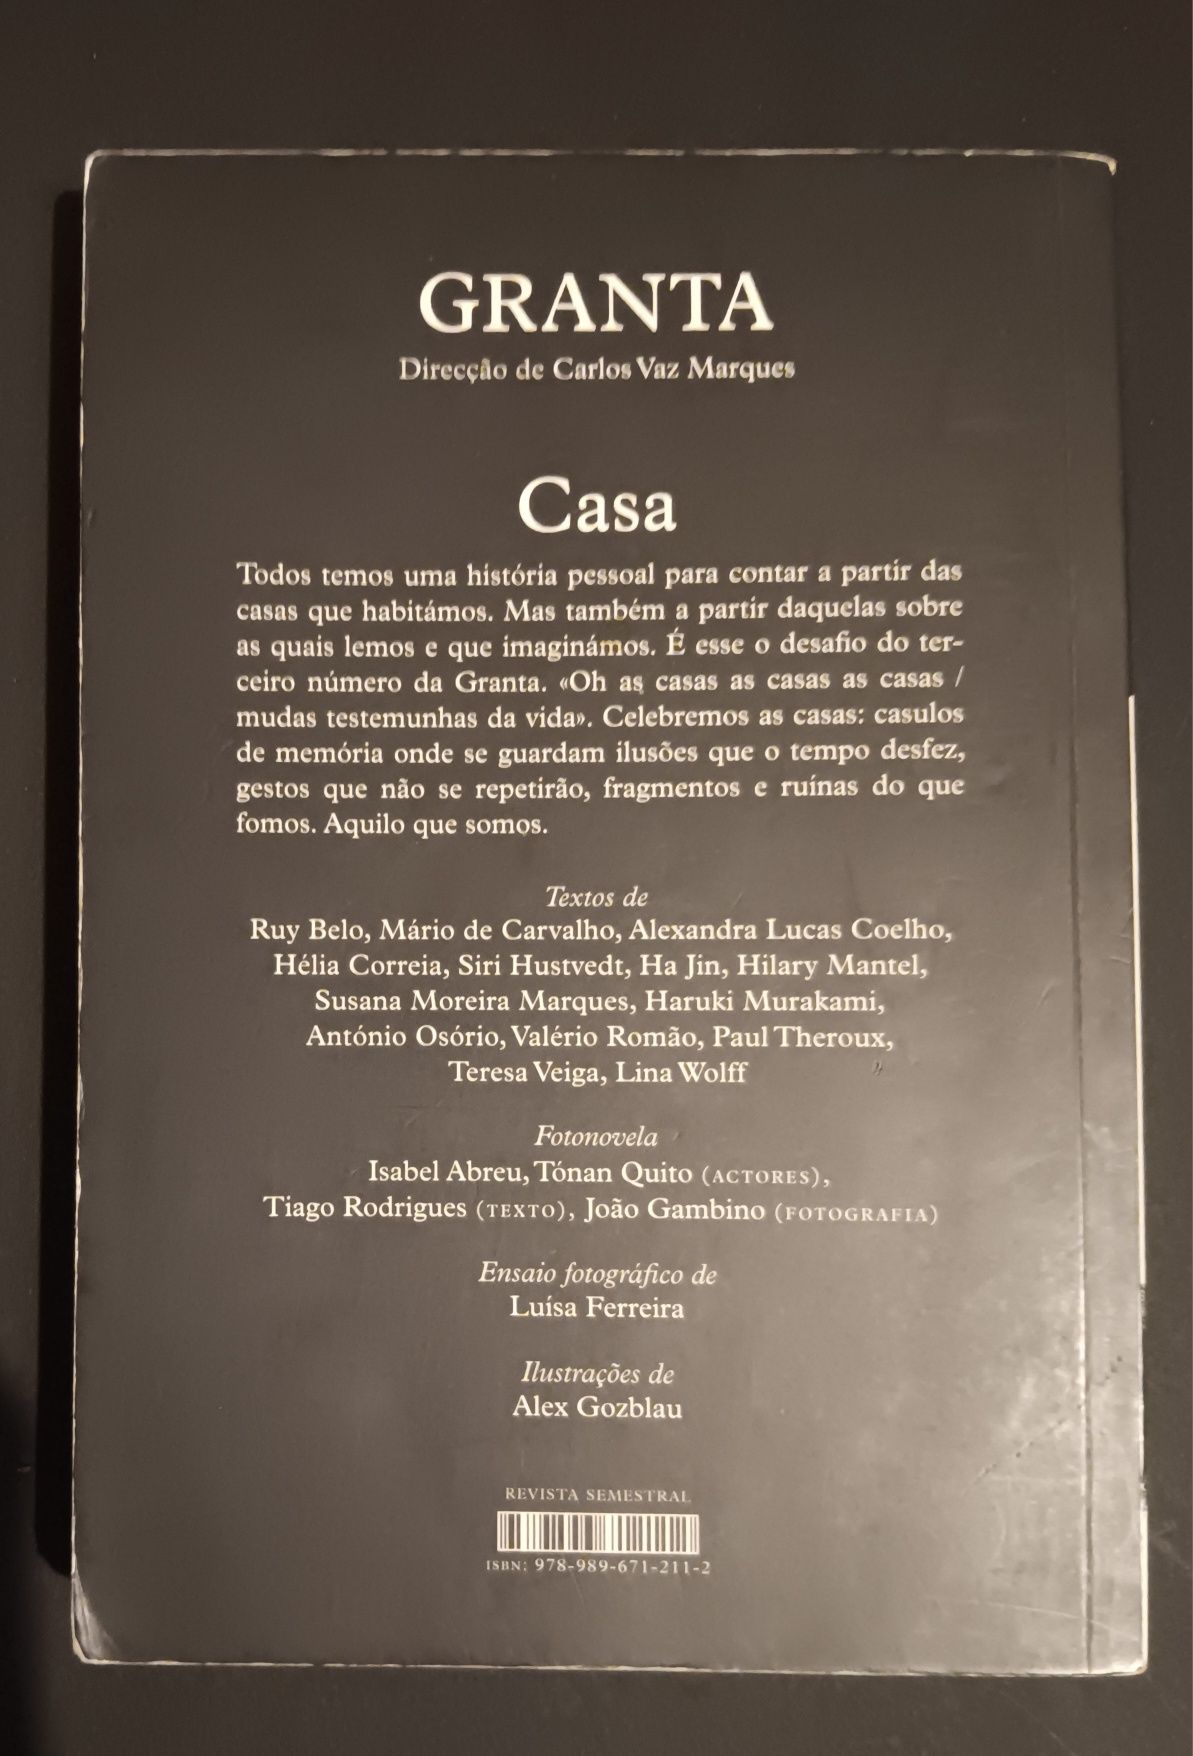 GRANTA
Direcção de Carlos Vaz Marques
Casa
Todos temos uma história pessoal para contar a partir das
casas que habitámos. Mas também a partir daquelas sobre
as quais lemos e que imaginámos. É esse o desafio do ter-
ceiro número da Granta. «Oh as casas as casas as casas /
mudas testemunhas da vida». Celebremos as casas: casulos
de memória onde se guardam ilusões que o tempo desfez,
gestos que não se repetirão, fragmentos e ruínas do que
fomos. Aquilo que somos.
Textos de
Ruy Belo, Mário de Carvalho, Alexandra Lucas Coelho,
Hélia Correia, Siri Hustvedt, Ha Jin, Hilary Mantel,
Susana Moreira Marques, Haruki Murakami,
António Osório, Valério Romão, Paul Theroux,
Teresa Veiga, Lina Wolff
Fotonovela
Isabel Abreu, Tónan Quito (ACTORES),
Tiago Rodrigues (TEXTO), João Gambino (FOTOGRAFIA)
Ensaio fotográfico de
Luísa Ferreira
Ilustrações de
Alex Gozblau
REVISTA SEMESTRAL
ISBN: 978-989-671-211-2